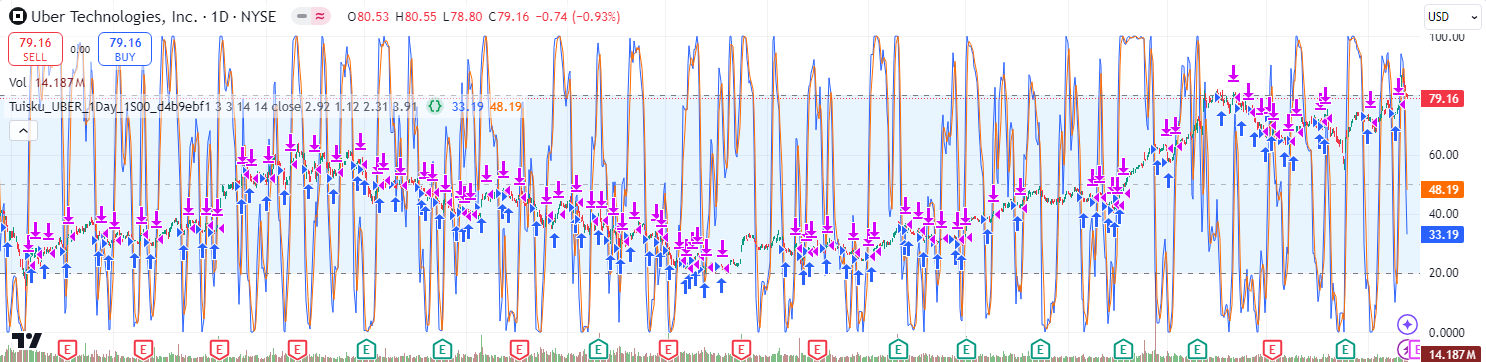 Uber Technologies, Inc. · 1D · NYSE O80.53 H80.55 L78.80 C79.16 −0.74 (−0.93%)
USD
100.00
79.16
SELL
0.00
79.16
BUY
Vol 14.187M
Tuisku_UBER_1Day_1S00_d4b9ebf1 3 3 14 14 close 2.92 1.12 2.31 3.91 33.19 48.19
79.16
60.00
48.19
40.00
33.19
20.00
0.0000
E E E E E E E E E E E E E E E E E E
14.187M